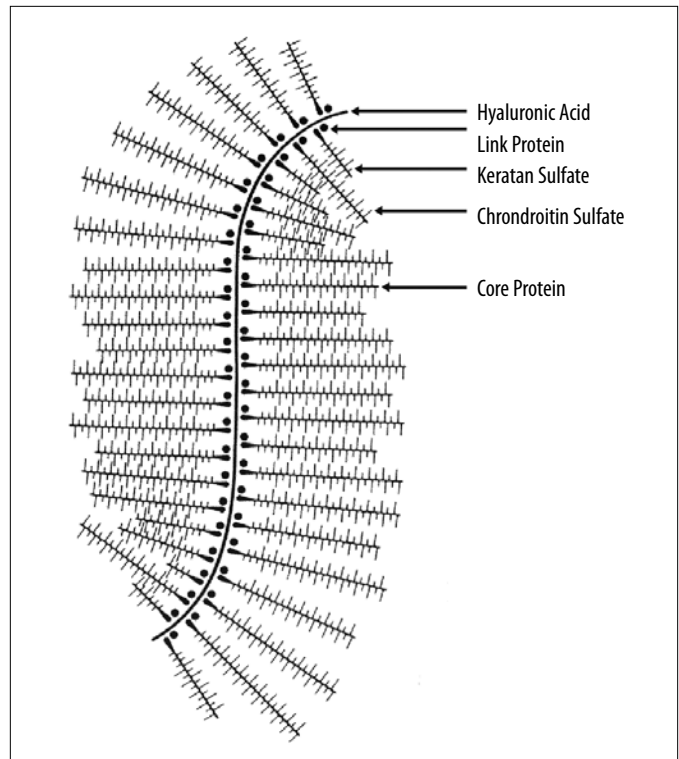 Hyaluronic Acid
Link Protein
Keratan Sulfate
Chrondroitin Sulfate
Core Protein